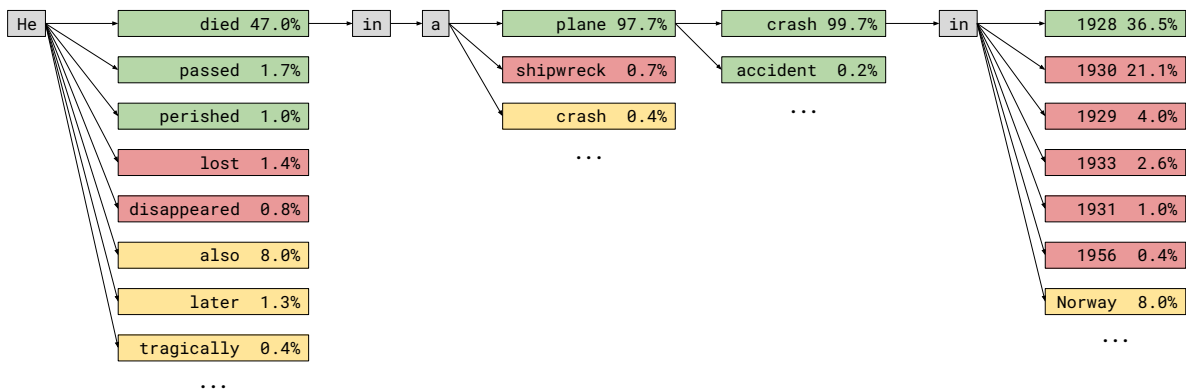 He died 47.0% in a plane 97.7% crash 99.7% in 1928 36.5%
passed 1.7% shipwreck 0.7% accident 0.2% 1930 21.1%
perished 1.0% crash 0.4% ... 1929 4.0%
lost 1.4% ... 1933 2.6%
disappeared 0.8% 1931 1.0%
also 8.0% 1956 0.4%
later 1.3% Norway 8.0%
tragically 0.4% ...
...